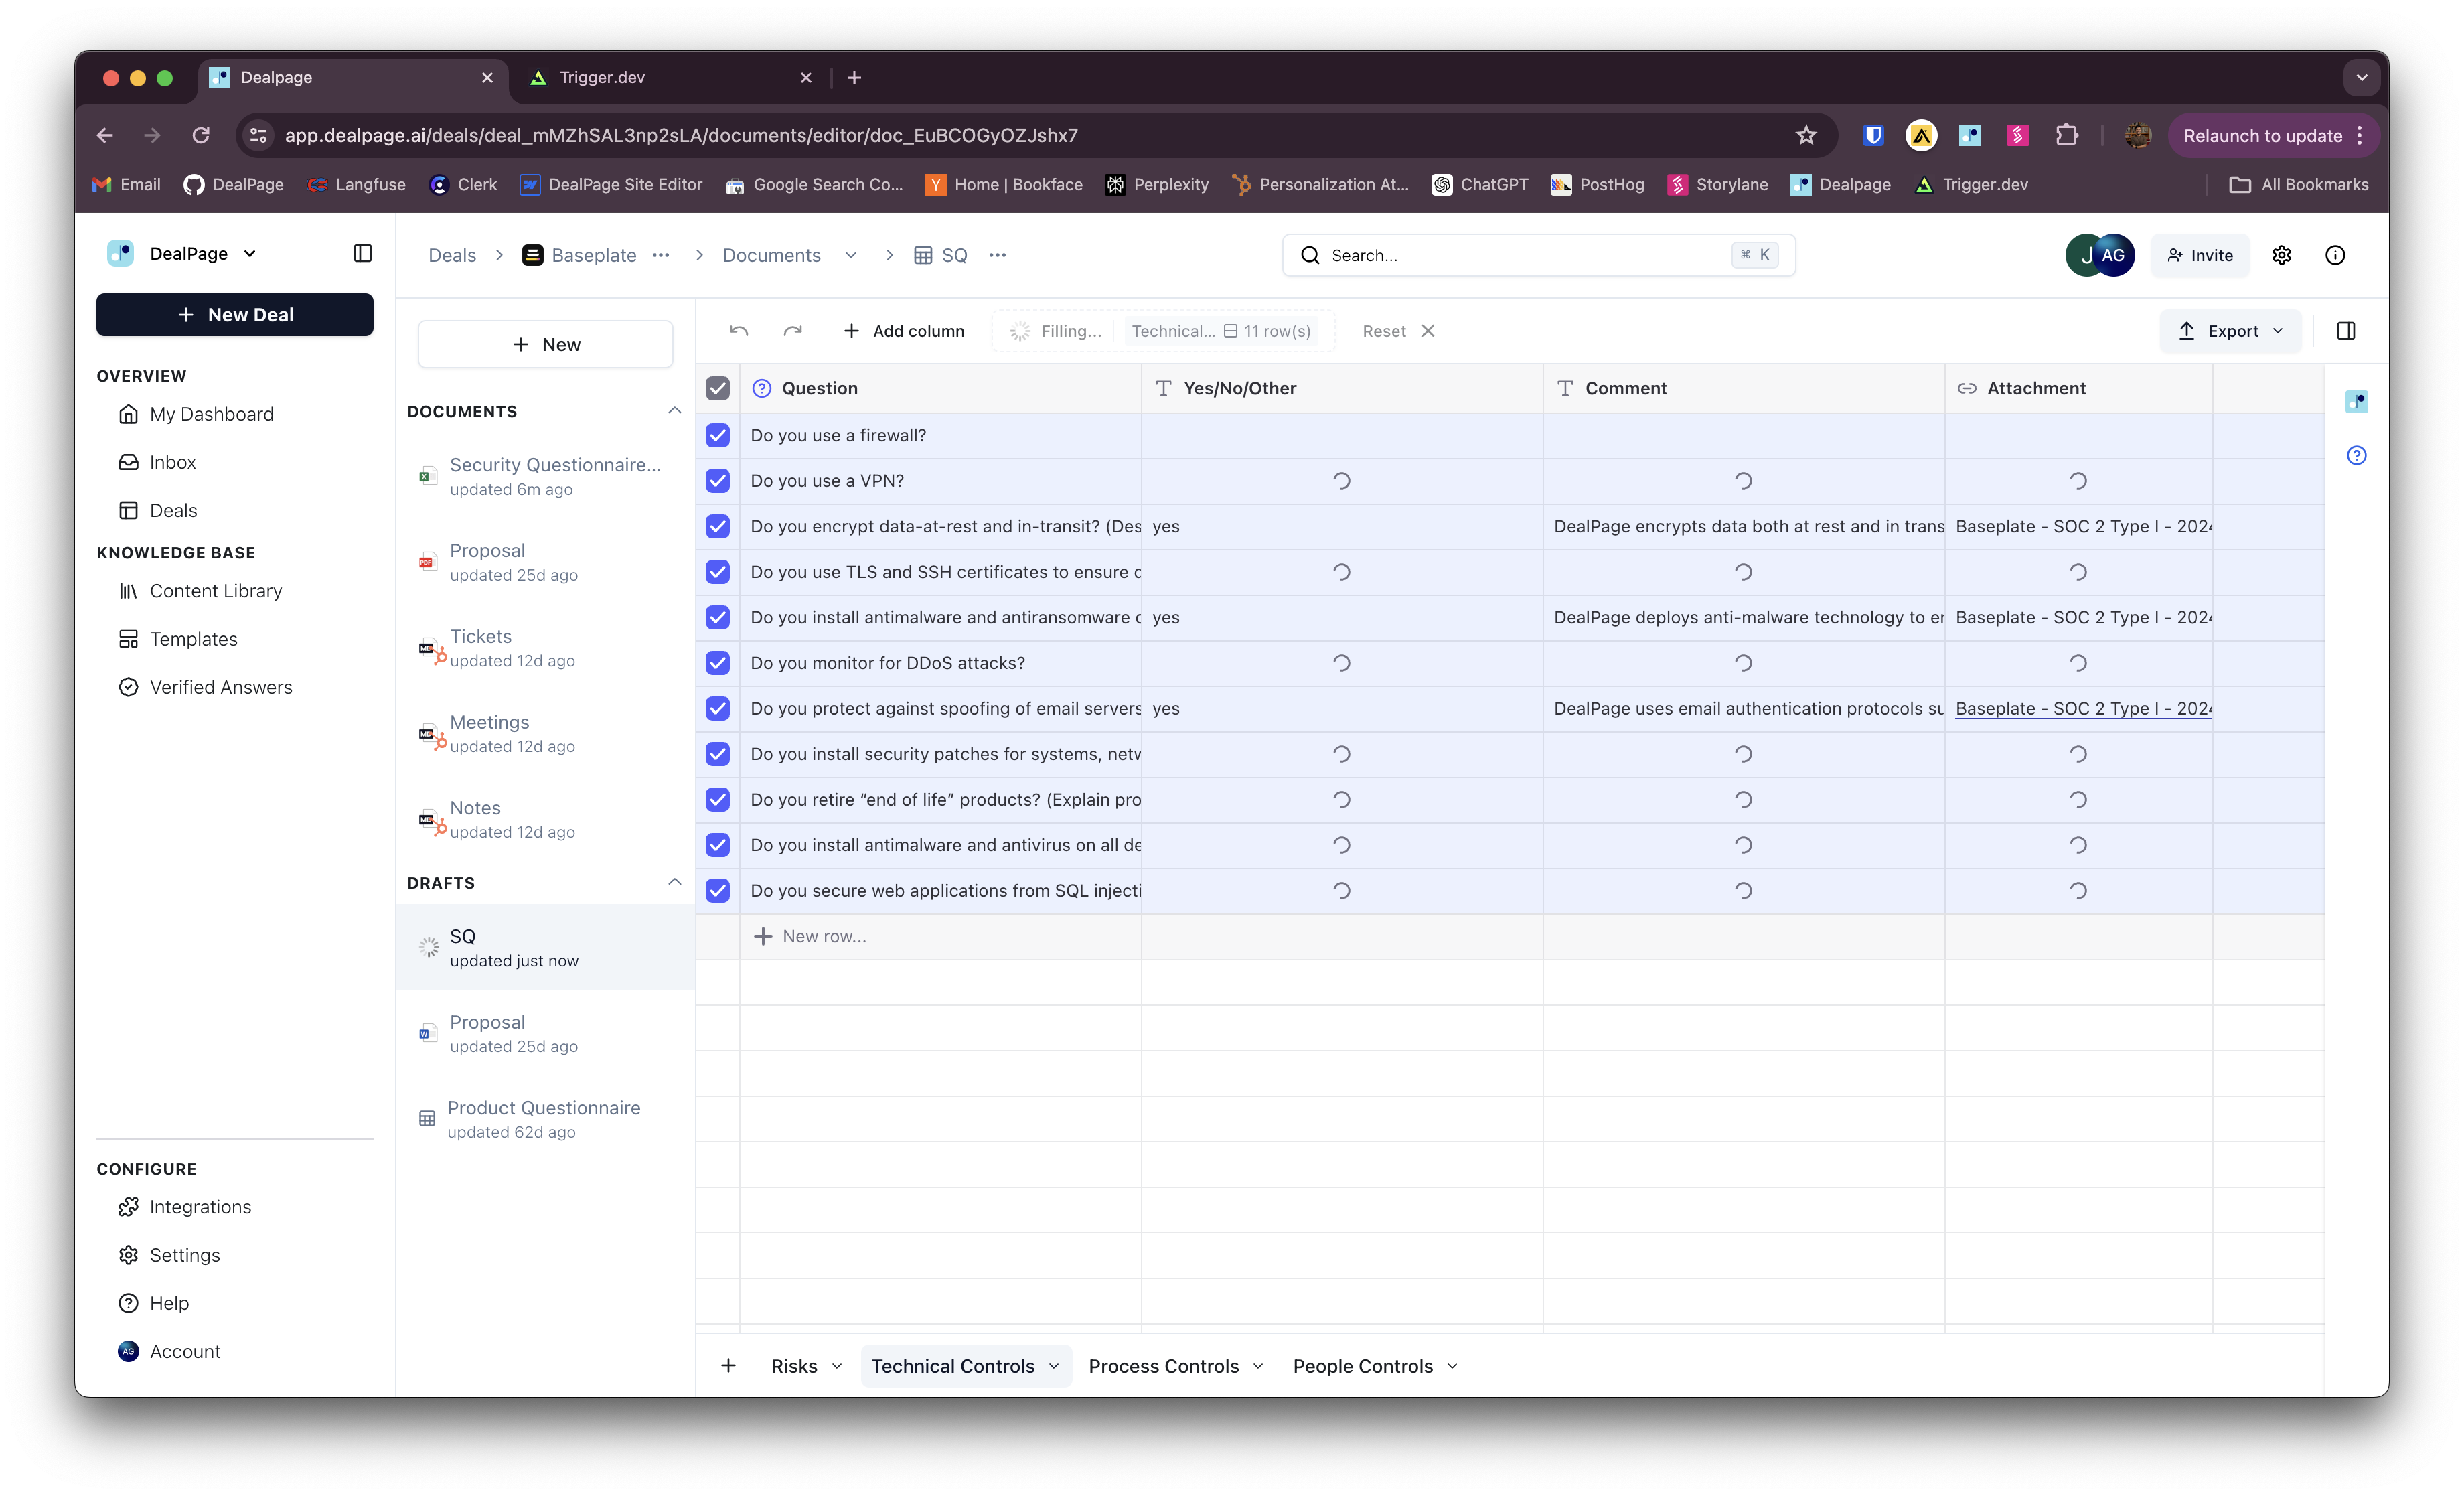 Dealpage
Trigger.dev
app.dealpage.ai/deals/deal_mMZhSAL3np2sLA/documents/editor/doc_EuBCOGyOZJshx7
Relaunch to update
Email
DealPage
Langfuse
Clerk
DealPage Site Editor
Google Search Co...
Home | Bookface
Perplexity
Personalization At...
ChatGPT
PostHog
Storylane
Dealpage
Trigger.dev
All Bookmarks
DealPage
Deals
Baseplate
Documents
SQ
Search...
⌘ K
J
AG
Invite
New Deal
OVERVIEW
My Dashboard
Inbox
Deals
KNOWLEDGE BASE
Content Library
Templates
Verified Answers
CONFIGURE
Integrations
Settings
Help
AG
Account
New
DOCUMENTS
Security Questionnaire...
updated 6m ago
PDF
Proposal
updated 25d ago
Tickets
updated 12d ago
Meetings
updated 12d ago
Notes
updated 12d ago
DRAFTS
SQ
updated just now
Proposal
updated 25d ago
Product Questionnaire
updated 62d ago
Add column
Filling...
Technical...
11 row(s)
Reset
Export
Question
Yes/No/Other
Comment
Attachment
Do you use a firewall?
Do you use a VPN?
Do you encrypt data-at-rest and in-transit? (Des
yes
DealPage encrypts data both at rest and in trans
Baseplate - SOC 2 Type I - 2024
Do you use TLS and SSH certificates to ensure
Do you install antimalware and antiransomware
yes
DealPage deploys anti-malware technology to er
Baseplate - SOC 2 Type I - 2024
Do you monitor for DDoS attacks?
Do you protect against spoofing of email servers
yes
DealPage uses email authentication protocols su
Baseplate - SOC 2 Type I - 2024
Do you install security patches for systems, netw
Do you retire “end of life” products? (Explain pro
Do you install antimalware and antivirus on all de
Do you secure web applications from SQL injecti
New row...
Risks
Technical Controls
Process Controls
People Controls